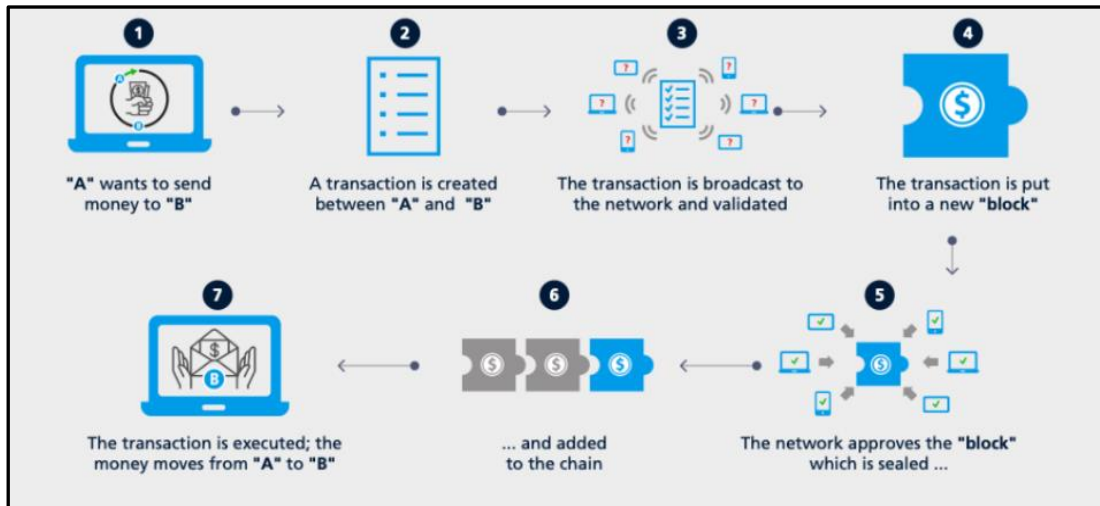 1
"A" wants to send
money to "B"
2
A transaction is created
between "A" and "B"
3
? ? ? ? ? ?
The transaction is broadcast to
the network and validated
4
$
The transaction is put
into a new "block"
5
$
The network approves the "block"
which is sealed ...
6
$ $ $
... and added
to the chain
7
$
B
The transaction is executed; the
money moves from "A" to "B"